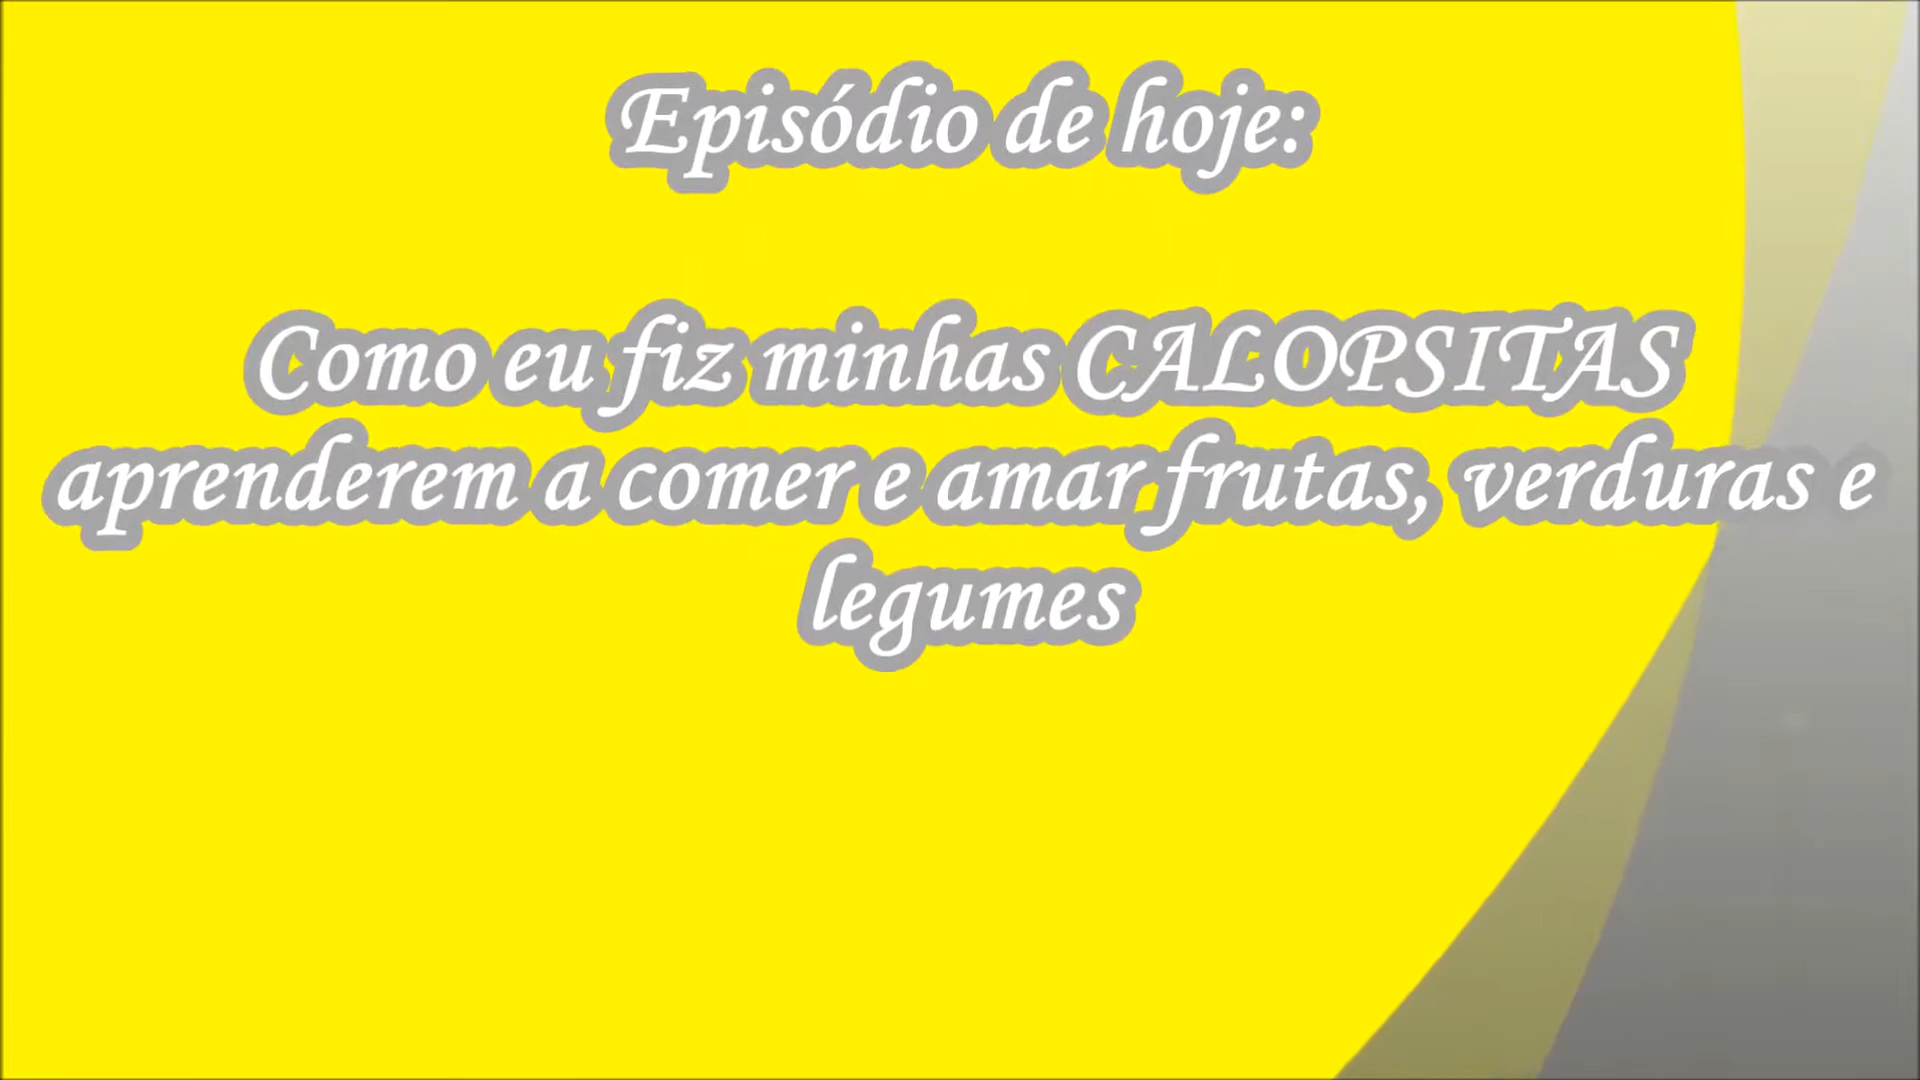 Episódio de hoje:
Como eu fiz minhas CALOPSITAS
aprenderem a comer e amar frutas, verduras e
legumes